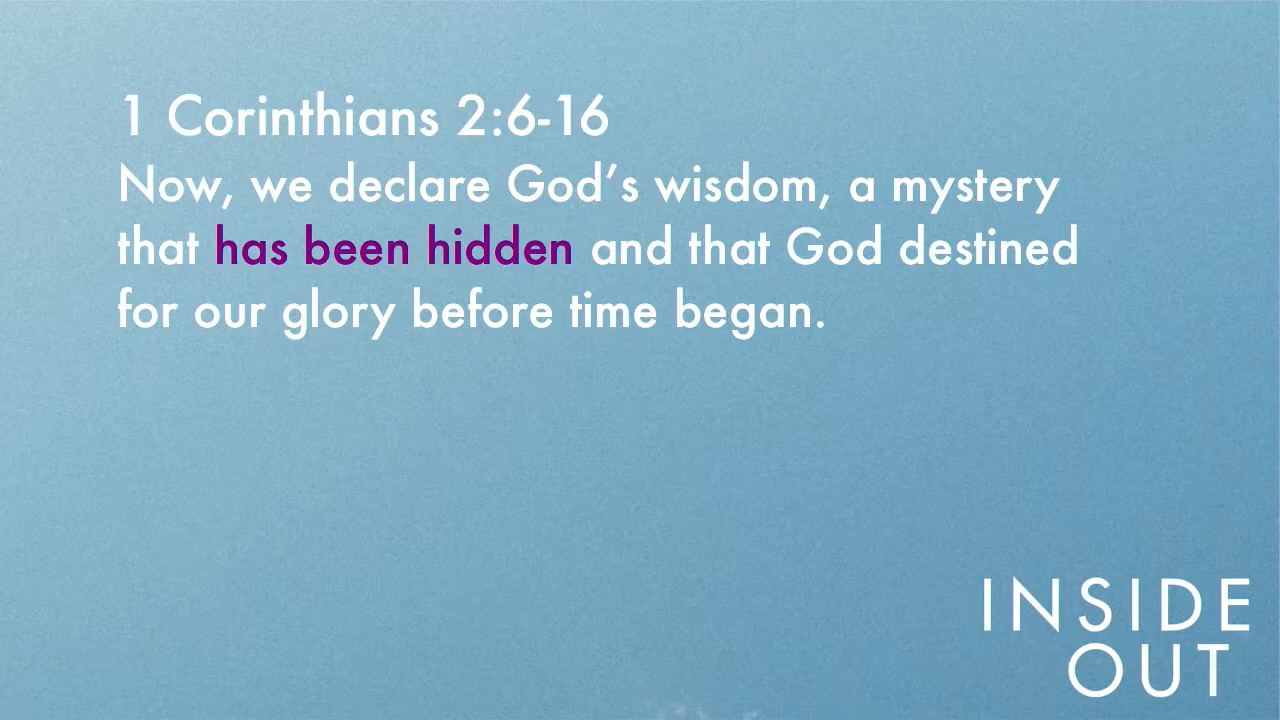 1 Corinthians 2:6-16
Now, we declare God’s wisdom, a mystery
that has been hidden and that God destined
for our glory before time began.
INSIDE
OUT